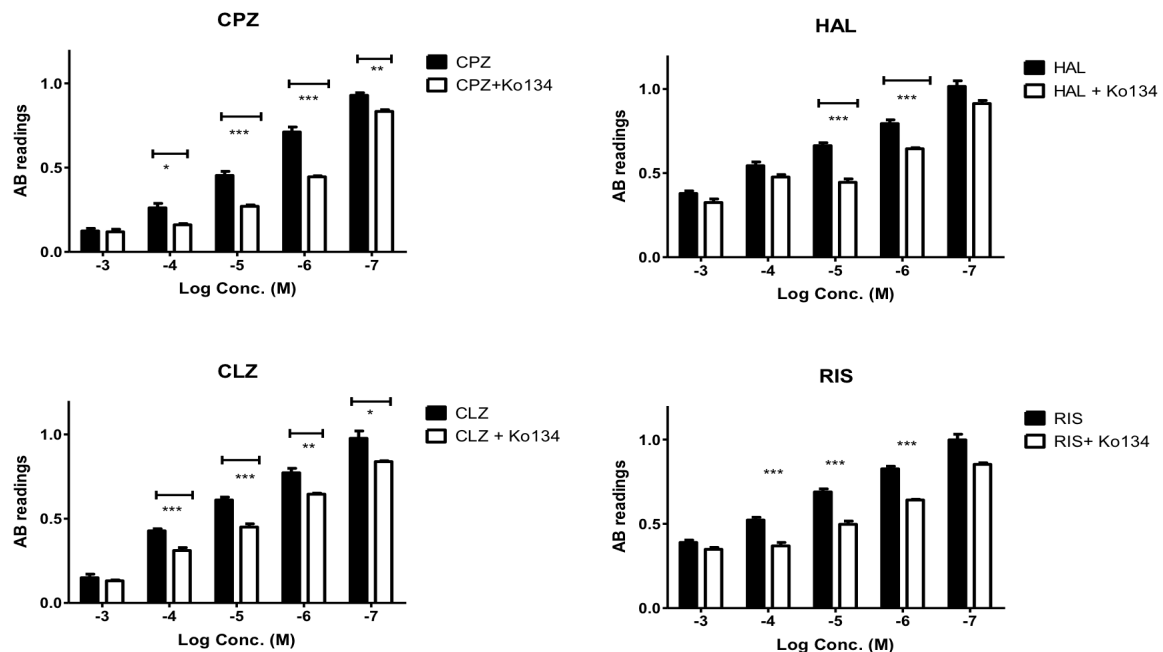 CPZ
CPZ
CPZ+Ko134
AB readings
1.0
0.5
0.0
*
***
***
**
-3 -4 -5 -6 -7
Log Conc. (M)
HAL
HAL
HAL + Ko134
AB readings
1.0
0.5
0.0
***
***
-3 -4 -5 -6 -7
Log Conc. (M)
CLZ
CLZ
CLZ + Ko134
AB readings
1.0
0.5
0.0
***
***
**
*
-3 -4 -5 -6 -7
Log Conc. (M)
RIS
RIS
RIS+ Ko134
AB readings
1.0
0.5
0.0
***
***
***
-3 -4 -5 -6 -7
Log Conc. (M)